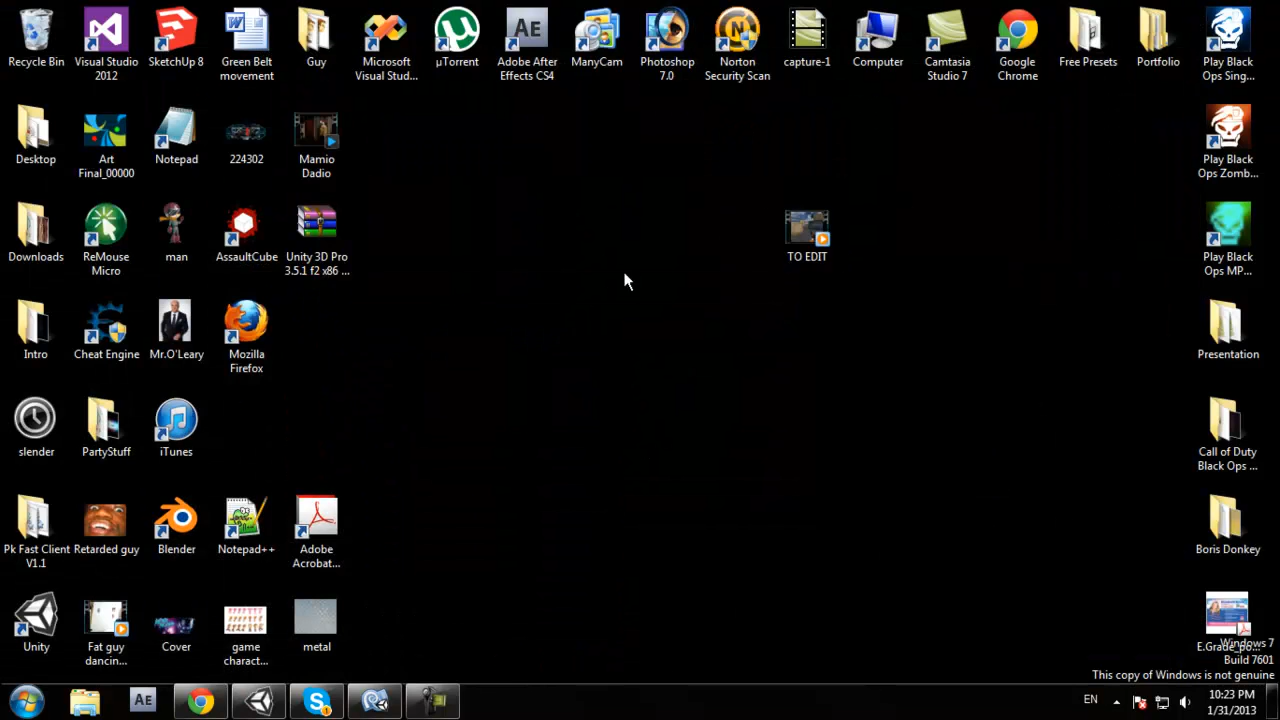 Recycle Bin
Visual Studio
2012
SketchUp 8
Green Belt
movement
Guy
Microsoft
Visual Stud...
µTorrent
Adobe After
Effects CS4
ManyCam
Photoshop
7.0
Norton
Security Scan
capture-1
Computer
Camtasia
Studio 7
Google
Chrome
Free Presets
Portfolio
Play Black
Ops Sing...
Desktop
Art
Final_00000
Notepad
224302
Mamio
Dadio
Play Black
Ops Zomb...
Downloads
ReMouse
Micro
man
AssaultCube
Unity 3D Pro
3.5.1 f2 x86 ...
TO EDIT
Play Black
Ops MP...
Intro
Cheat Engine
Mr.O'Leary
Mozilla
Firefox
Presentation
slender
PartyStuff
iTunes
Call of Duty
Black Ops ...
Pk Fast Client
V1.1
Retarded guy
Blender
Notepad++
Adobe
Acrobat...
Boris Donkey
Unity
Fat guy
dancin...
Cover
game
charact...
metal
E.Grade_po...
Windows 7
Build 7601
This copy of Windows is not genuine
AE
EN
10:23 PM
1/31/2013